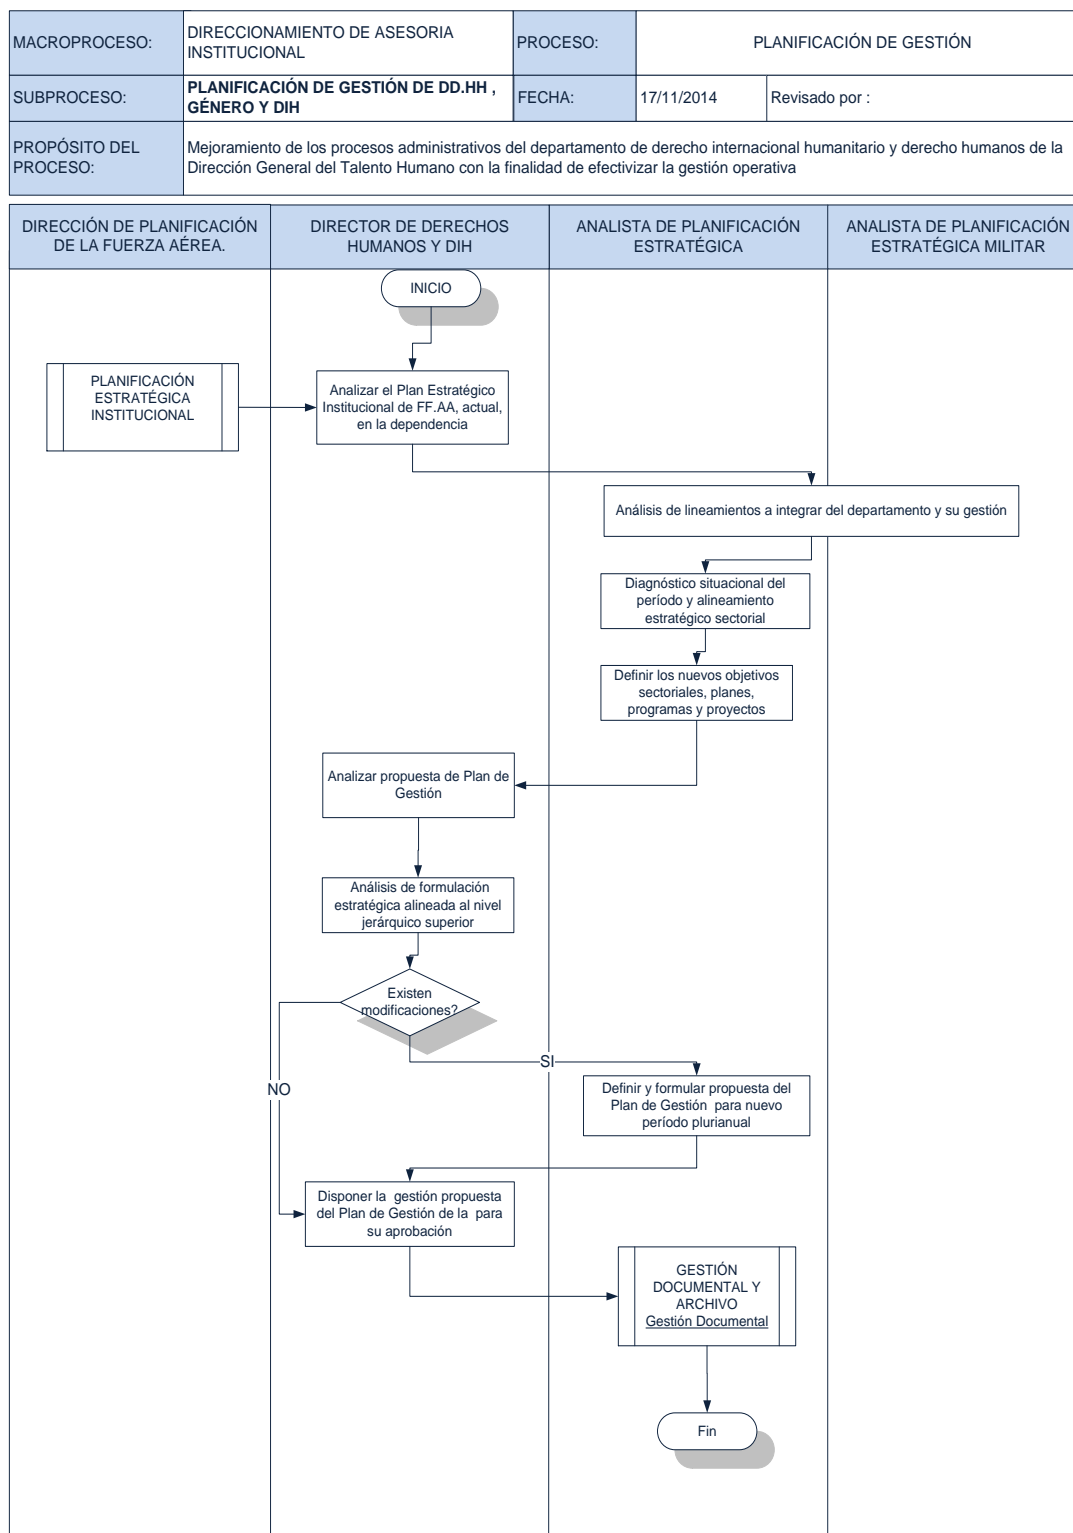 MACROPROCESO:
DIRECCIONAMIENTO DE ASESORIA
INSTITUCIONAL
PROCESO:
PLANIFICACIÓN DE GESTIÓN
SUBPROCESO:
PLANIFICACIÓN DE GESTIÓN DE DD.HH ,
GÉNERO Y DIH
FECHA:
17/11/2014
Revisado por :
PROPÓSITO DEL
PROCESO:
Mejoramiento de los procesos administrativos del departamento de derecho internacional humanitario y derecho humanos de la
Dirección General del Talento Humano con la finalidad de efectivizar la gestión operativa
DIRECCIÓN DE PLANIFICACIÓN
DE LA FUERZA AÉREA.
DIRECTOR DE DERECHOS
HUMANOS Y DIH
ANALISTA DE PLANIFICACIÓN
ESTRATÉGICA
ANALISTA DE PLANIFICACIÓN
ESTRATÉGICA MILITAR
INICIO
PLANIFICACIÓN
ESTRATÉGICA
INSTITUCIONAL
Analizar el Plan Estratégico
Institucional de FF.AA, actual,
en la dependencia
Análisis de lineamientos a integrar del departamento y su gestión
Diagnóstico situacional del
período y alineamiento
estratégico sectorial
Definir los nuevos objetivos
sectoriales, planes,
programas y proyectos
Analizar propuesta de Plan de
Gestión
Análisis de formulación
estratégica alineada al nivel
jerárquico superior
Existen
modificaciones?
SI
NO
Definir y formular propuesta del
Plan de Gestión para nuevo
período plurianual
Disponer la gestión propuesta
del Plan de Gestión de la para
su aprobación
GESTIÓN
DOCUMENTAL Y
ARCHIVO
Gestión Documental
Fin